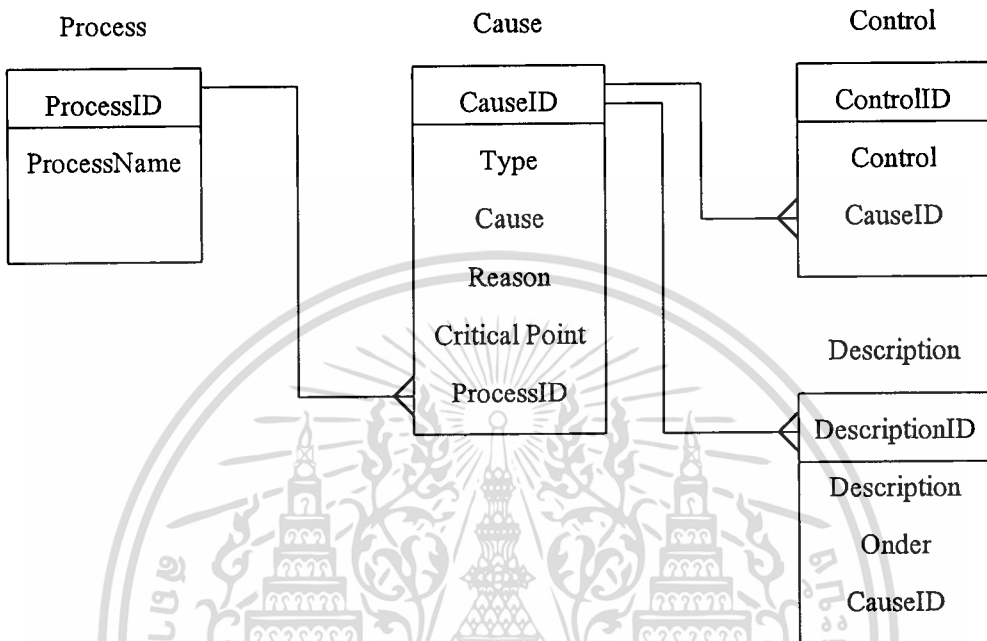 Process
ProcessID
ProcessName
Cause
CauseID
Type
Cause
Reason
Critical Point
ProcessID
Control
ControlID
Control
CauseID
Description
DescriptionID
Description
Onder
CauseID